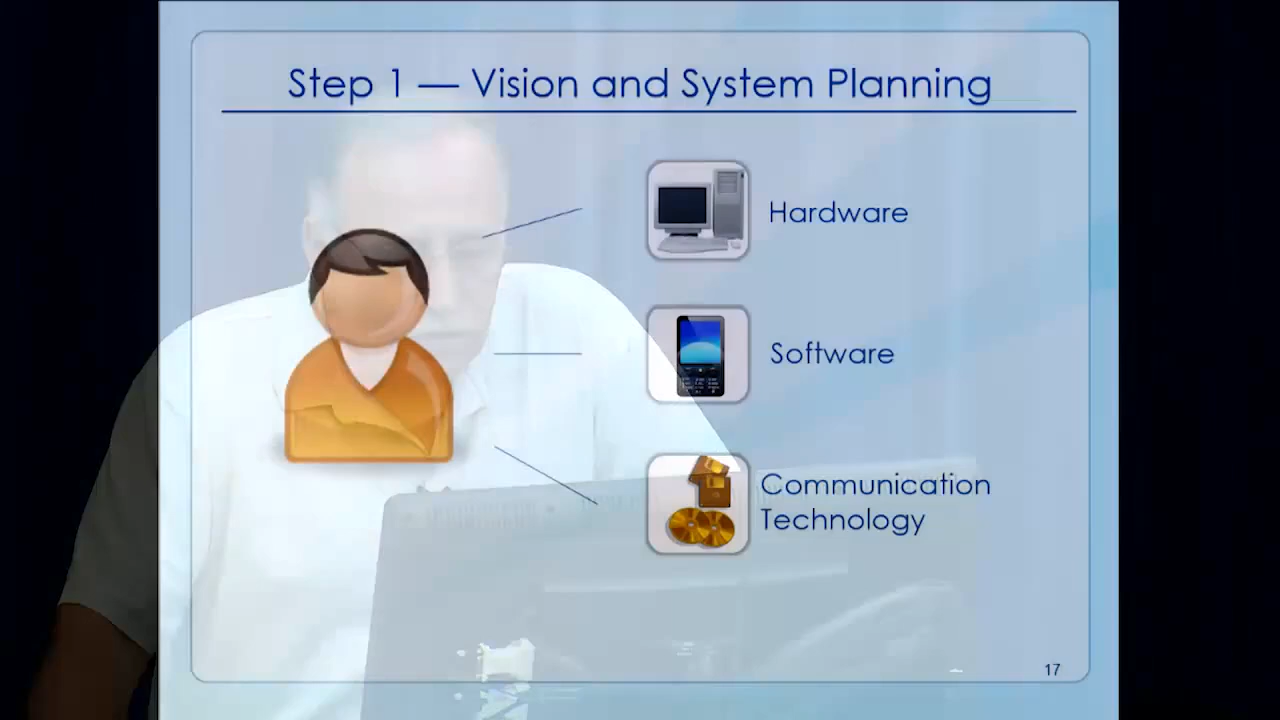 Step 1 — Vision and System Planning
Hardware
Software
Communication
Technology
17